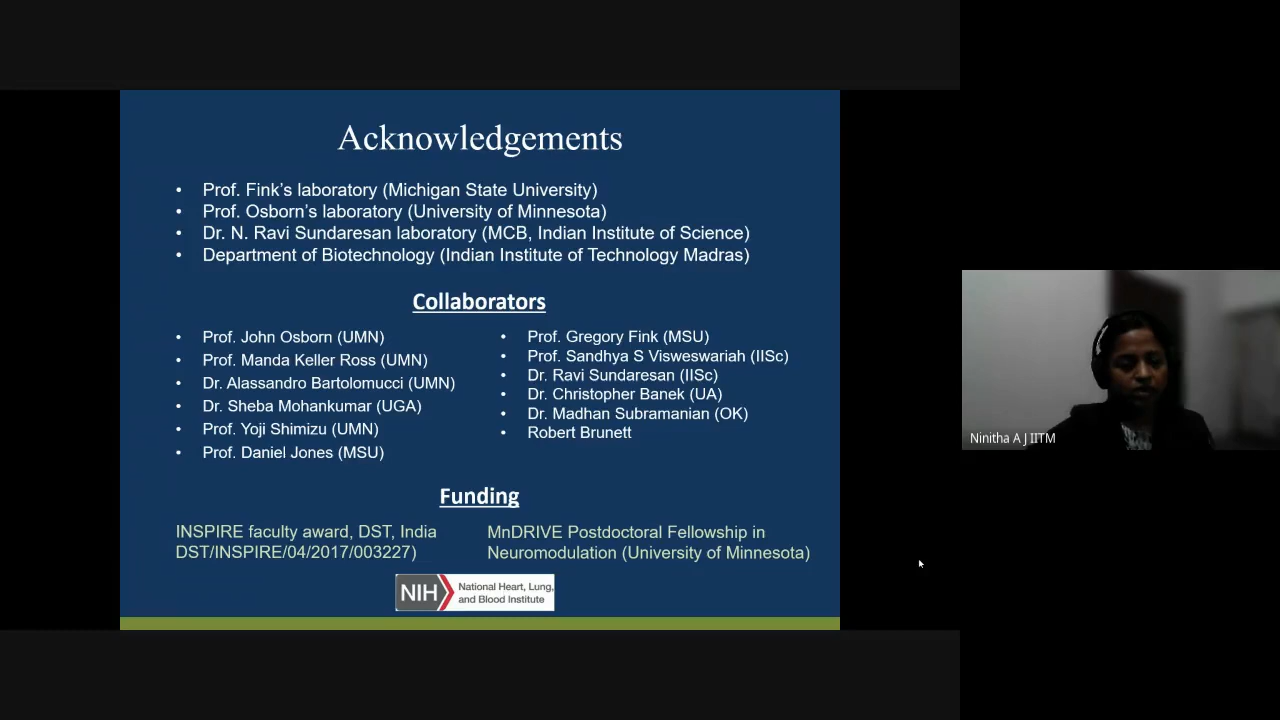 Acknowledgements
• Prof. Fink's laboratory (Michigan State University)
• Prof. Osborn's laboratory (University of Minnesota)
• Dr. N. Ravi Sundaresan laboratory (MCB, Indian Institute of Science)
• Department of Biotechnology (Indian Institute of Technology Madras)
Collaborators
• Prof. John Osborn (UMN)
• Prof. Manda Keller Ross (UMN)
• Dr. Alassandro Bartolomucci (UMN)
• Dr. Sheba Mohankumar (UGA)
• Prof. Yoji Shimizu (UMN)
• Prof. Daniel Jones (MSU)
• Prof. Gregory Fink (MSU)
• Prof. Sandhya S Visweswariah (IISc)
• Dr. Ravi Sundaresan (IISc)
• Dr. Christopher Banek (UA)
• Dr. Madhan Subramanian (OK)
• Robert Brunett
Funding
INSPIRE faculty award, DST, India
DST/INSPIRE/04/2017/003227)
MnDRIVE Postdoctoral Fellowship in
Neuromodulation (University of Minnesota)
NIH National Heart, Lung,
and Blood Institute
Ninitha A J IITM